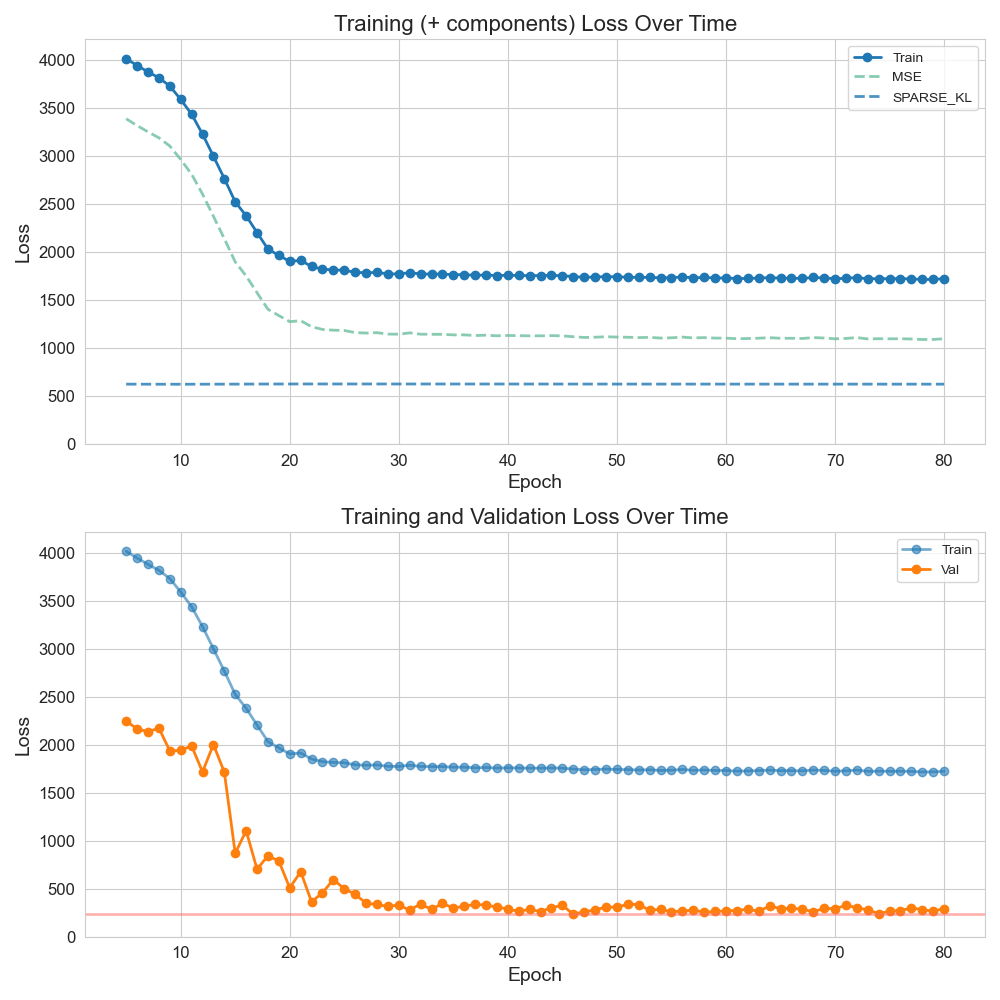 Training (+ components) Loss Over Time
Loss
4000
3500
3000
2500
2000
1500
1000
500
0
Train
MSE
SPARSE_KL
10 20 30 40 50 60 70 80
Epoch
Training and Validation Loss Over Time
Loss
4000
3500
3000
2500
2000
1500
1000
500
0
Train
Val
10 20 30 40 50 60 70 80
Epoch